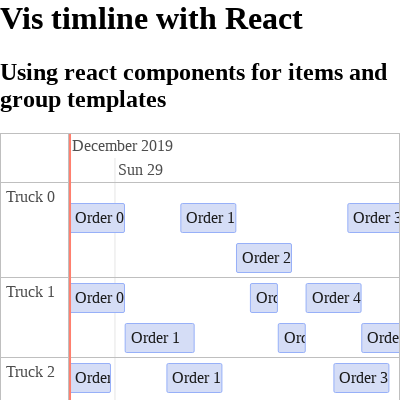 Vis timline with React
Using react components for items and
group templates
December 2019
Sun 29
Truck 0
Order 0 Order 1 Order 3
Order 2
Truck 1
Order 0 Order 4
Order 1
Truck 2
Order 1 Order 3